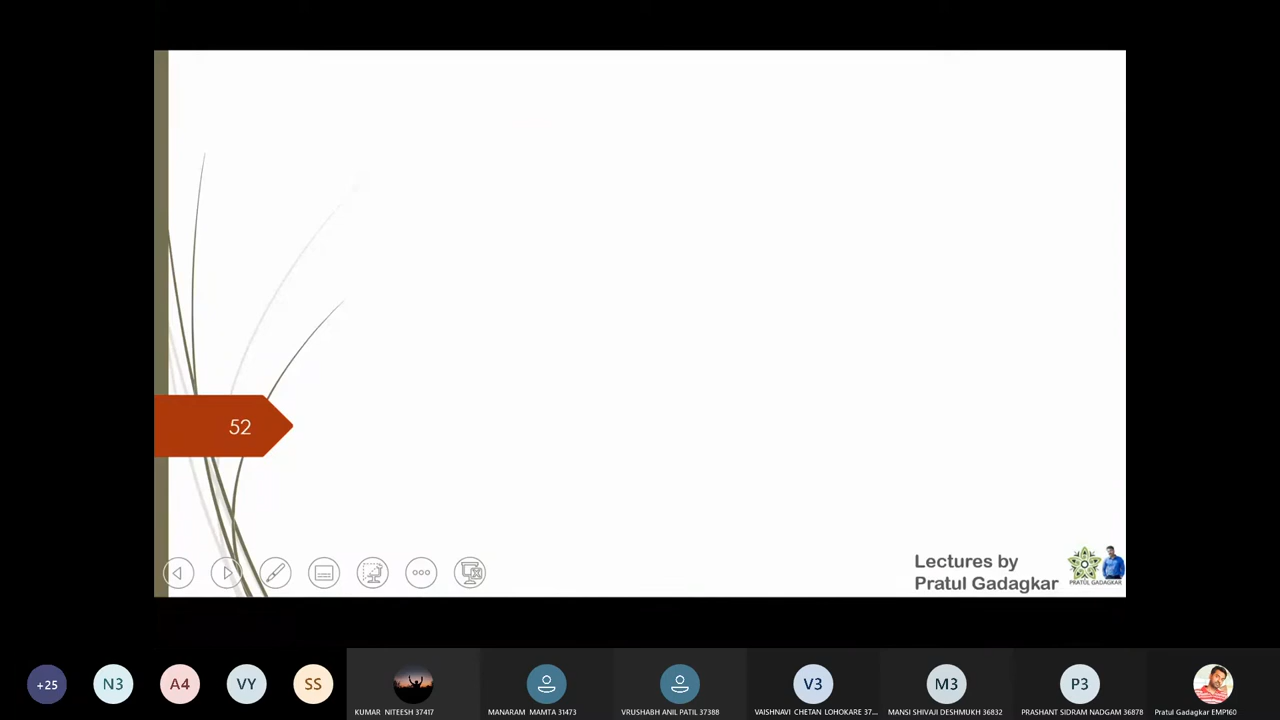 52
Lectures by
Pratul Gadagkar
PRATUL GADAGKAR
+25
N3
A4
VY
SS
V3
M3
P3
KUMAR NITEESH 37417
MANARAM MAMTA 31473
VRUSHABH ANIL PATIL 37388
VAISHNAVI CHETAN LOHOKARE 37...
MANSI SHIVAJI DESHMUKH 36832
PRASHANT SIDRAM NADGAM 36878
Pratul Gadagkar EMP160